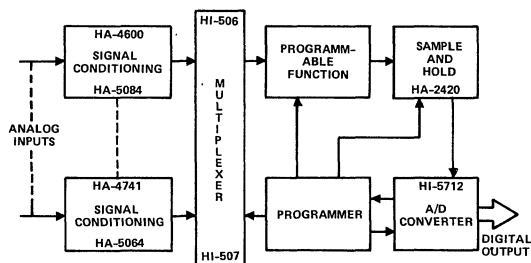 HA-4600
SIGNAL
CONDITIONING
HA-5084
ANALOG
INPUTS
HA-4741
SIGNAL
CONDITIONING
HA-5064
HI-506
MULTIPLEXER
HI-507
PROGRAMM-
ABLE
FUNCTION
SAMPLE
AND
HOLD
HA-2420
PROGRAMMER
HI-5712
A/D
CONVERTER
DIGITAL
OUTPUT